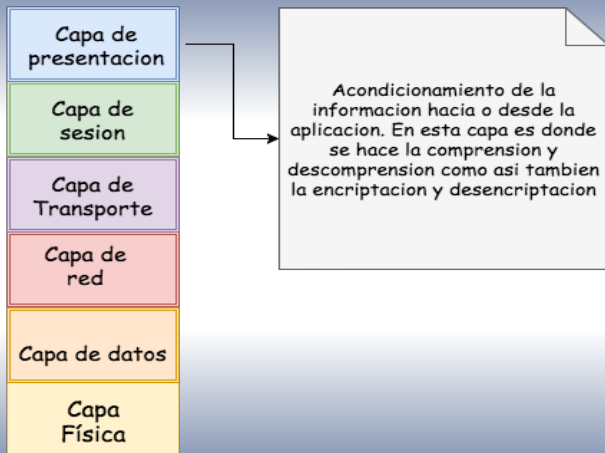 Capa de
presentacion
Capa de
sesion
Capa de
Transporte
Capa de
red
Capa de datos
Capa
Física
Acondicionamiento de la
informacion hacia o desde la
aplicacion. En esta capa es donde
se hace la comprension y
descomprension como asi tambien
la encriptacion y desencriptacion